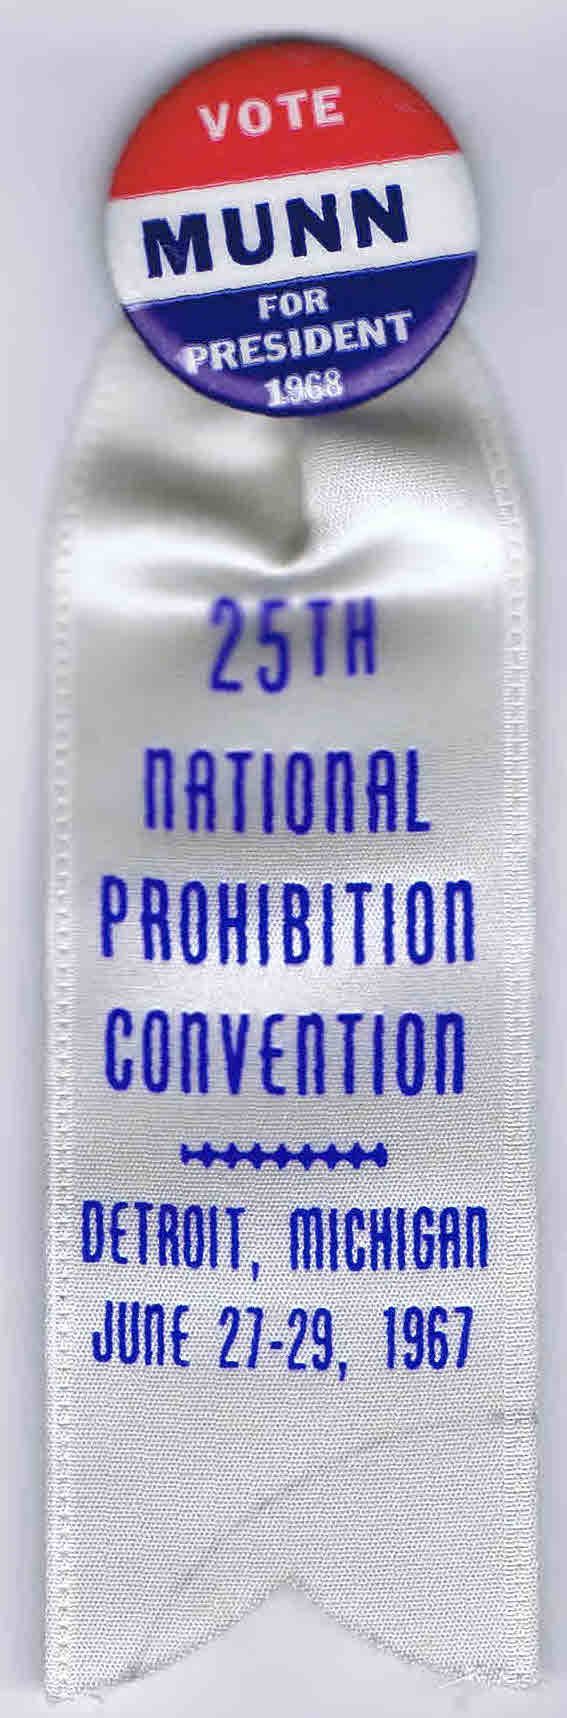 VOTE
MUNN
FOR
PRESIDENT
1968
25TH
NATIONAL
PROHIBITION
CONVENTION
DETROIT, MICHIGAN
JUNE 27-29, 1967